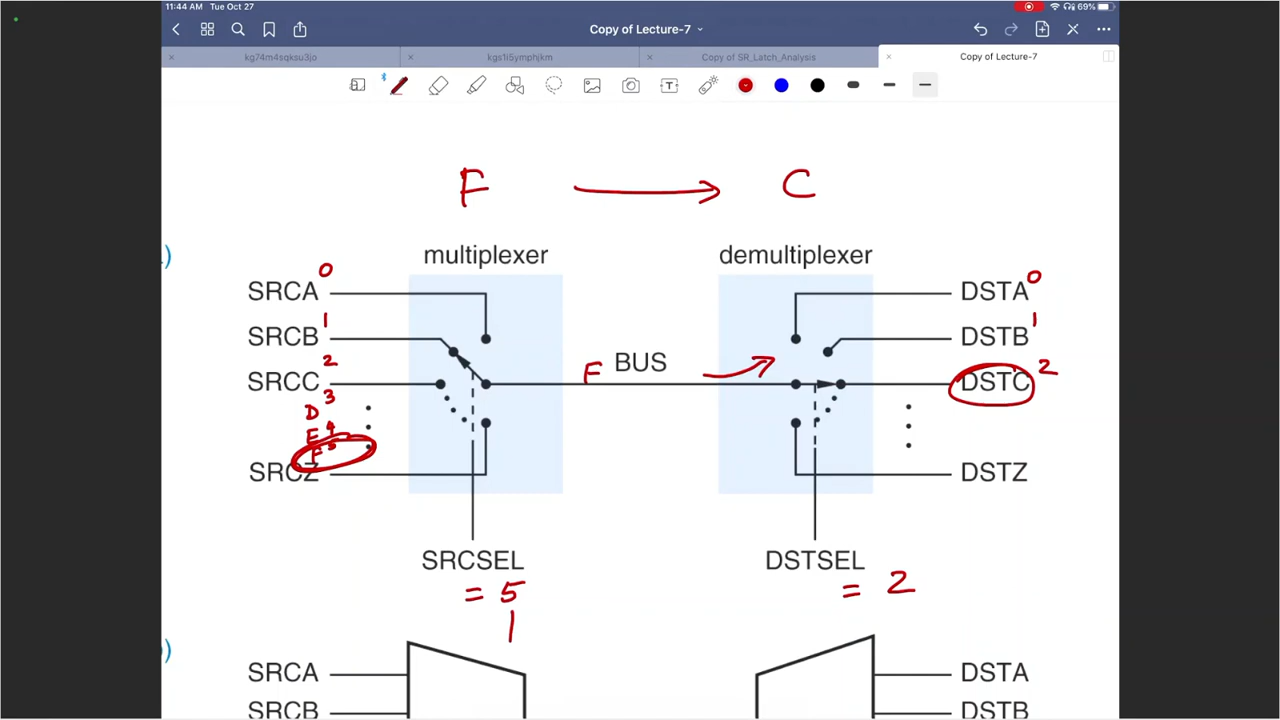 11:44 AM Tue Oct 27
69%
Copy of Lecture-7
kg74m4sqksu3jo
kgs1i5ymphjkm
Copy of SR_Latch_Analysis
Copy of Lecture-7
T
F C
multiplexer demultiplexer
SRCA 0 DSTA 0
SRCB 1 DSTB 1
F BUS
SRCC 2 DSTC 2
D 3
E 4
F 5
SRCZ DSTZ
SRCSEL DSTSEL
= 5 = 2
SRCA DSTA
SRCB DSTB